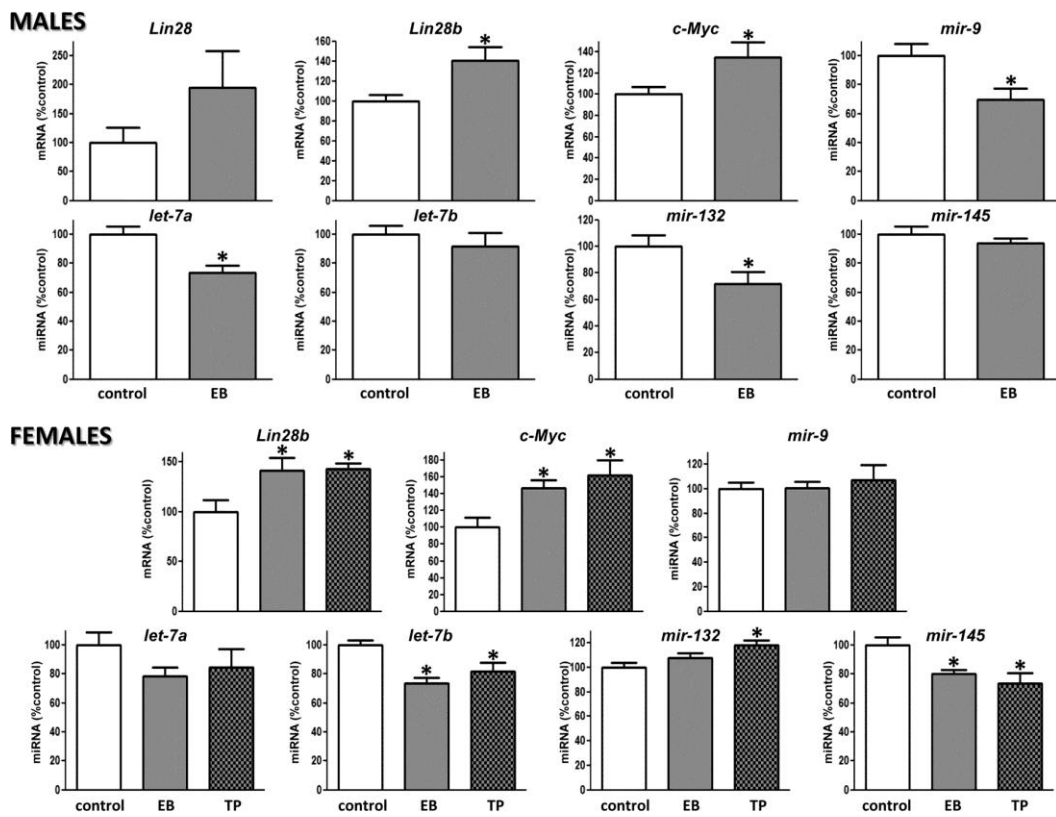 MALES
Lin28 Lin28b c-Myc mir-9
mRNA (%control) 250 200 150 100 50 0
mRNA (%control) 160 140 120 100 80 60 40 20 0 *
mRNA (%control) 140 120 100 80 60 40 20 0 *
miRNA (%control) 100 80 60 40 20 0 *
let-7a let-7b mir-132 mir-145
miRNA (%control) 100 80 60 40 20 0 *
miRNA (%control) 100 80 60 40 20 0
miRNA (%control) 120 100 80 60 40 20 0 *
miRNA (%control) 100 80 60 40 20 0
control EB control EB control EB control EB
FEMALES
Lin28b c-Myc mir-9
mRNA (%control) 150 100 50 0 * *
mRNA (%control) 180 160 140 120 100 80 60 40 20 0 * *
miRNA (%control) 120 100 80 60 40 20 0
let-7a let-7b mir-132 mir-145
miRNA (%control) 100 80 60 40 20 0
miRNA (%control) 100 80 60 40 20 0 * *
miRNA (%control) 120 100 80 60 40 20 0 *
miRNA (%control) 100 80 60 40 20 0 * *
control EB TP control EB TP control EB TP control EB TP